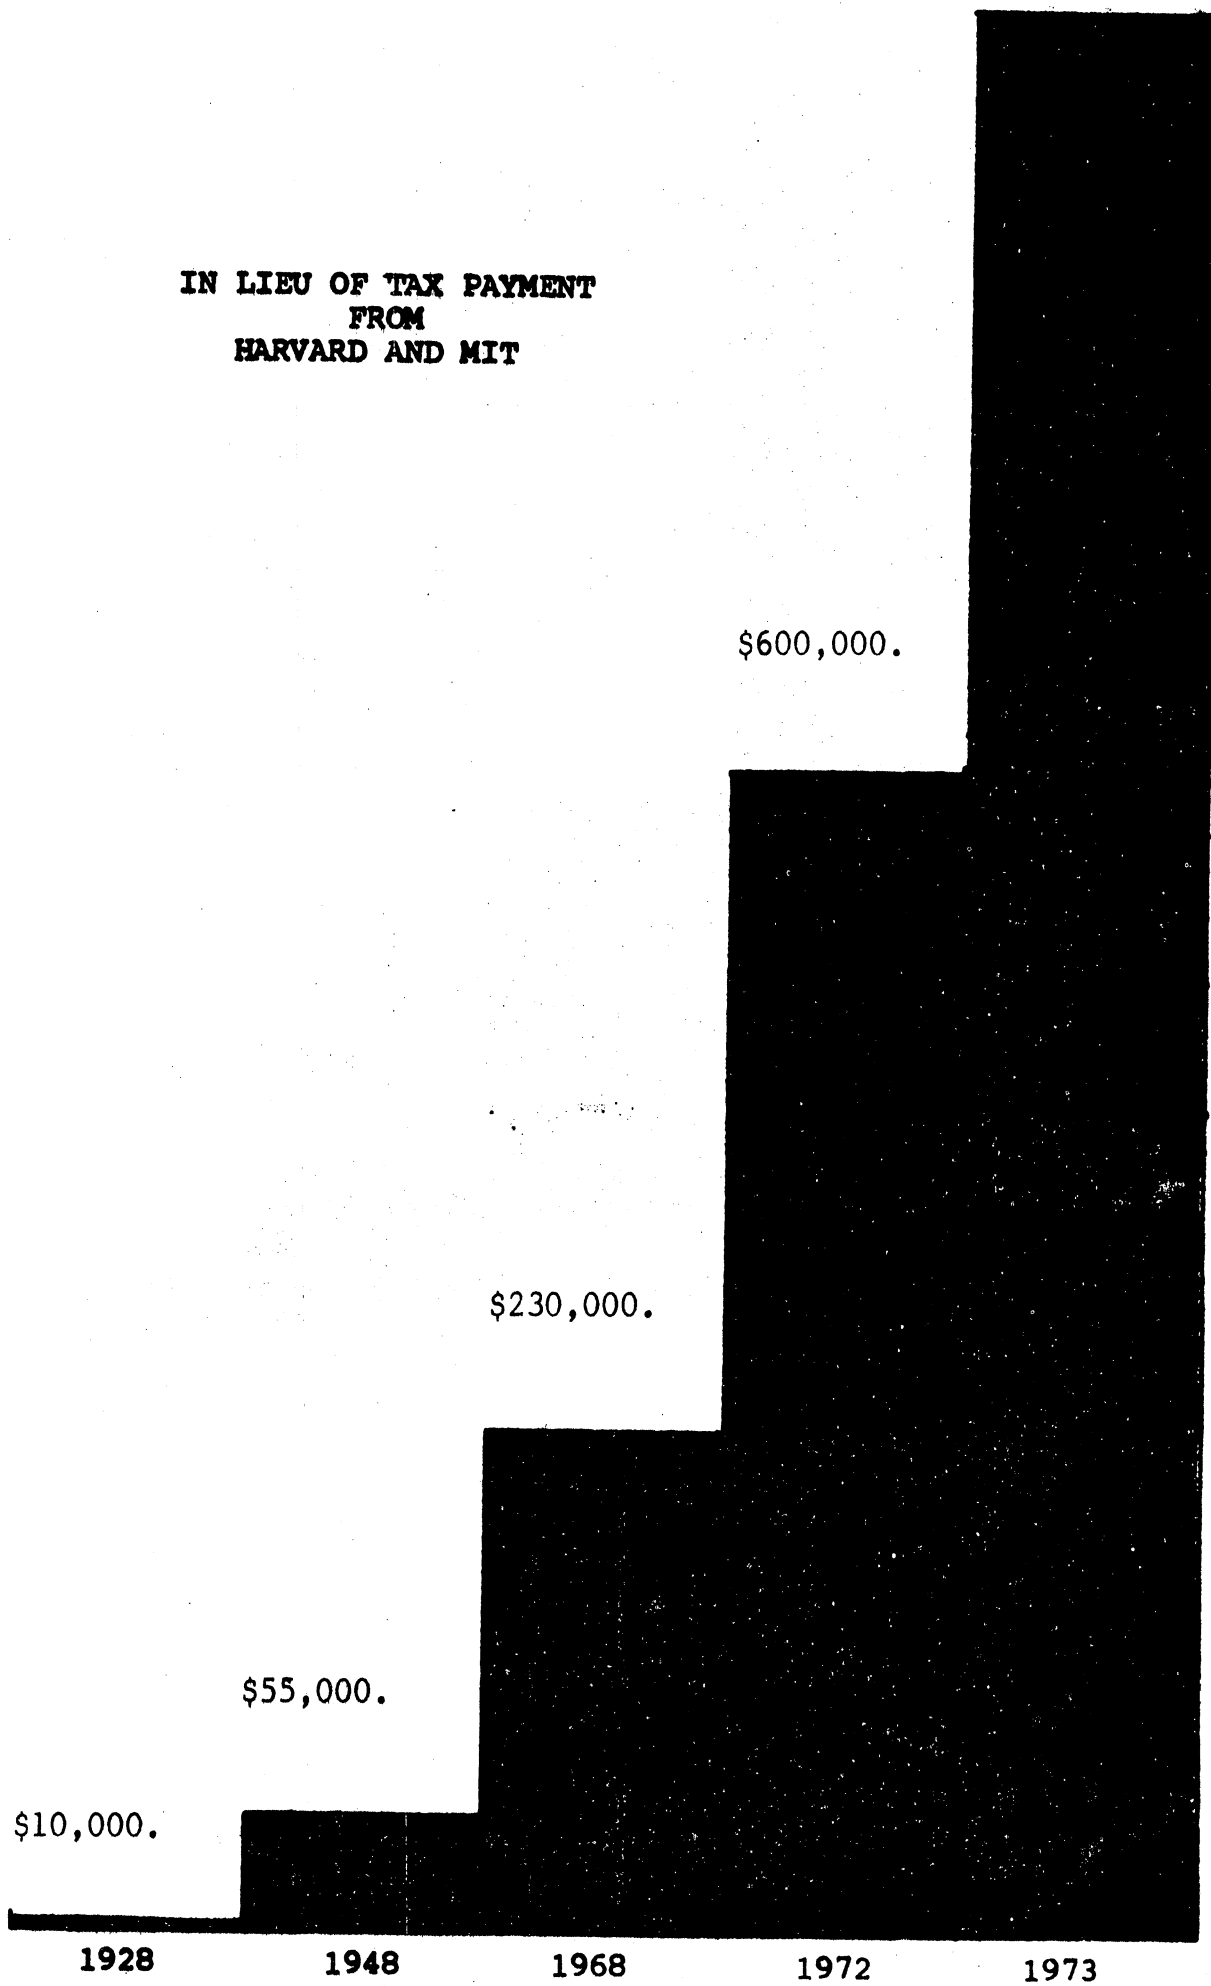 IN LIEU OF TAX PAYMENT
FROM
HARVARD AND MIT
$600,000.
$230,000.
$55,000.
$10,000.
1928 1948 1968 1972 1973